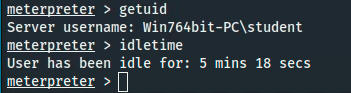 meterpreter > getuid
Server username: Win764bit-PC\student
meterpreter > idletime
User has been idle for: 5 mins 18 secs
meterpreter >